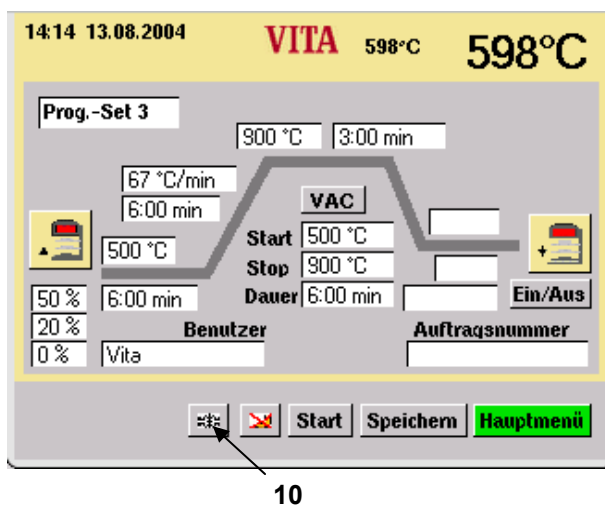 14:14 13.08.2004 VITA 598°C 598°C
Prog.-Set 3
900 °C 3:00 min
67 °C/min
6:00 min
VAC
500 °C
Start 500 °C
Stop 900 °C
50 % 6:00 min Dauer 6:00 min Ein/Aus
20 % Benutzer Auftragsnummer
0 % Vita
Start Speichern Hauptmenü
10